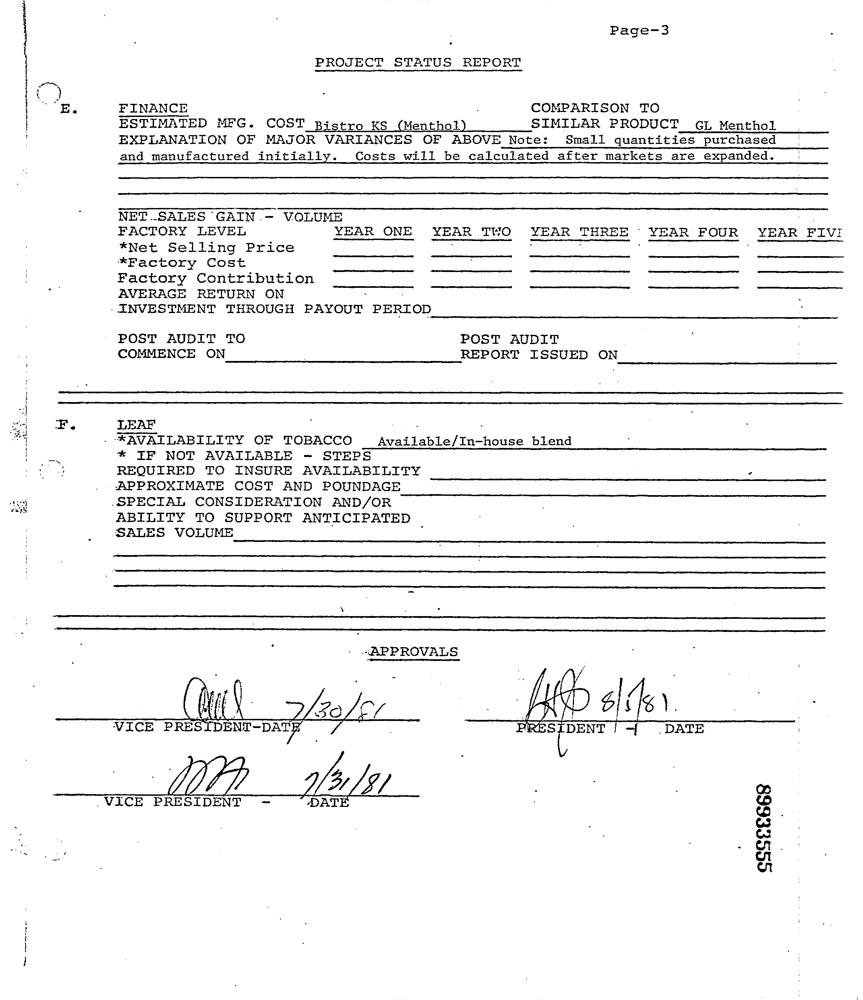 Page-3
PROJECT STATUS REPORT
E. FINANCE COMPARISON TO
ESTIMATED MFG. COST Bistro KS (Menthol) SIMILAR PRODUCT GL Menthol
EXPLANATION OF MAJOR VARIANCES OF ABOVE Note: Small quantities purchased
and manufactured initially. Costs will be calculated after markets are expanded.
NET SALES GAIN - VOLUME
FACTORY LEVEL YEAR ONE YEAR TWO YEAR THREE YEAR FOUR YEAR FIVE
*Net Selling Price
*Factory Cost
Factory Contribution
AVERAGE RETURN ON
INVESTMENT THROUGH PAYOUT PERIOD
POST AUDIT TO POST AUDIT
COMMENCE ON REPORT ISSUED ON
F. LEAF
*AVAILABILITY OF TOBACCO Available/In-house blend
* IF NOT AVAILABLE - STEPS
REQUIRED TO INSURE AVAILABILITY
APPROXIMATE COST AND POUNDAGE
SPECIAL CONSIDERATION AND/OR
ABILITY TO SUPPORT ANTICIPATED
SALES VOLUME
APPROVALS
7/30/81 8/5/81
VICE PRESIDENT-DATE PRESIDENT - DATE
7/31/81
VICE PRESIDENT - DATE
89933555